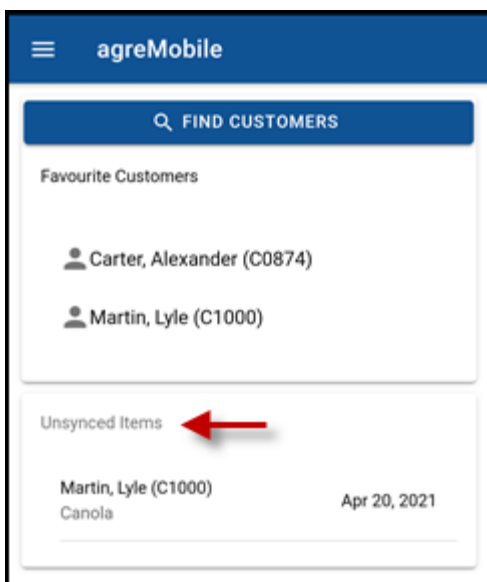 agreMobile
FIND CUSTOMERS
Favourite Customers
Carter, Alexander (C0874)
Martin, Lyle (C1000)
Unsynced Items
Martin, Lyle (C1000)
Apr 20, 2021
Canola